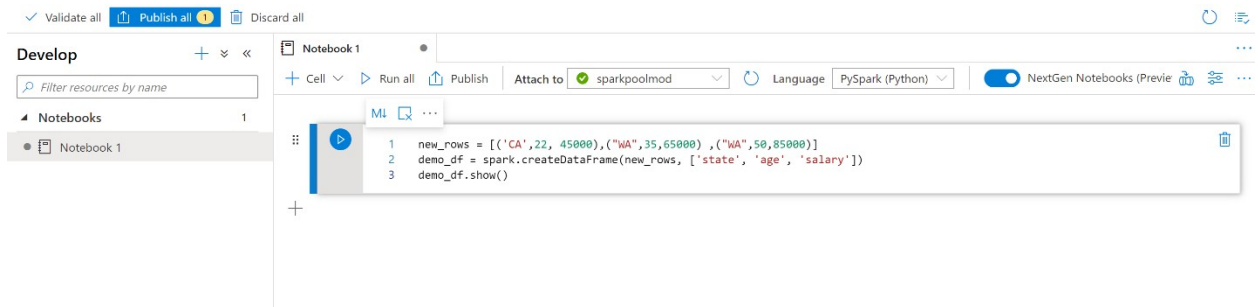 Validate all Publish all 1 Discard all
Develop
Notebook 1
+ Cell Run all Publish Attach to sparkpoolmod Language PySpark (Python) NextGen Notebooks (Previe
Filter resources by name
M↓ ...
Notebooks 1
Notebook 1
1 new_rows = [('CA',22, 45000),("WA",35,65000) ,("WA",50,85000)]
2 demo_df = spark.createDataFrame(new_rows, ['state', 'age', 'salary'])
3 demo_df.show()